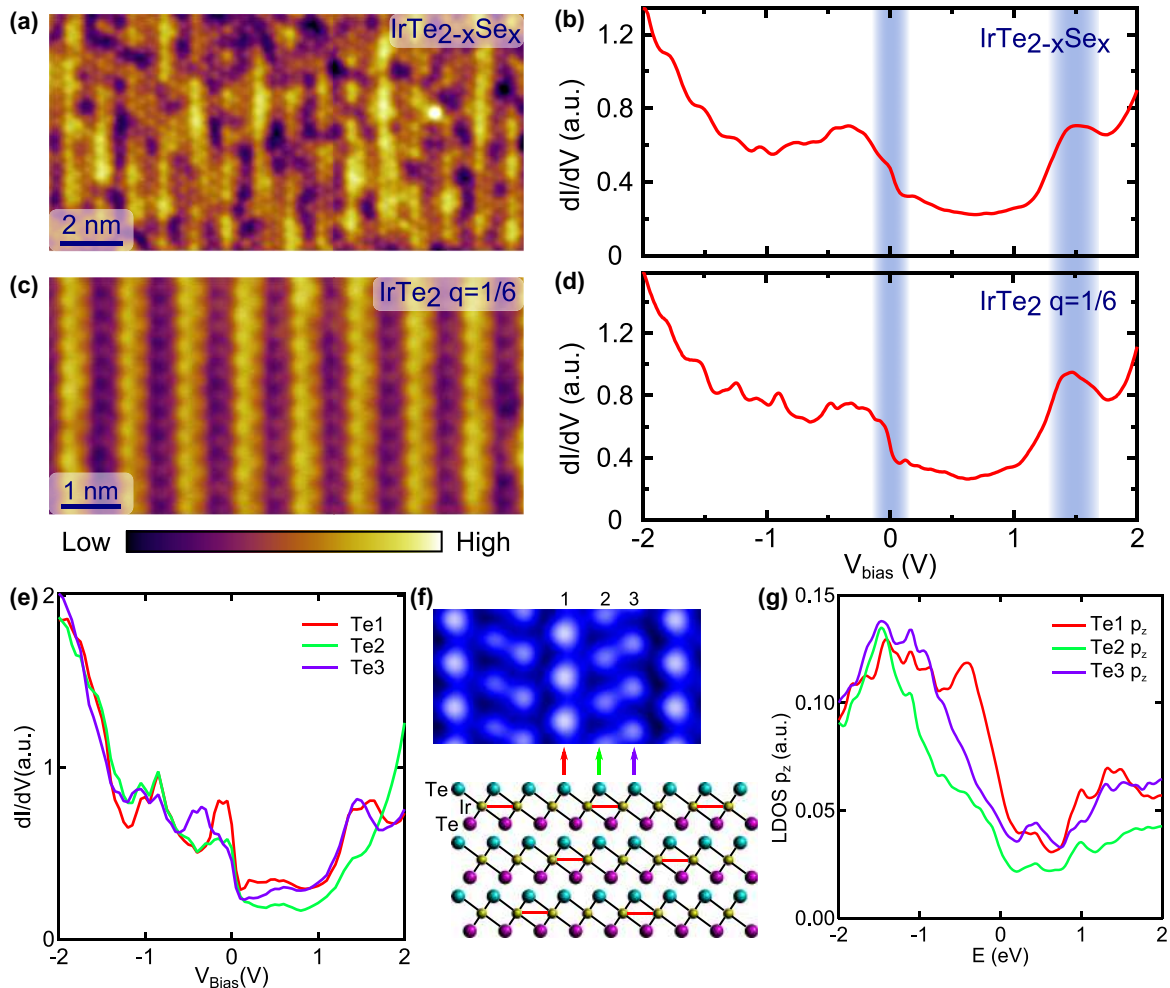 (a)
IrTe2-xSex
2 nm
(b)
IrTe2-xSex
1.2
0.8
0.4
0
dI/dV (a.u.)
(c)
IrTe2 q=1/6
1 nm
Low
High
(d)
IrTe2 q=1/6
1.2
0.8
0.4
0
dI/dV (a.u.)
-2
-1
0
1
2
Vbias (V)
(e)
2
1
0
dI/dV(a.u.)
Te1
Te2
Te3
-2
-1
0
1
2
VBias(V)
(f)
1
2
3
Te
Ir
Te
(g)
0.15
0.10
0.05
0.00
LDOS pz (a.u.)
Te1 pz
Te2 pz
Te3 pz
-2
-1
0
1
2
E (eV)